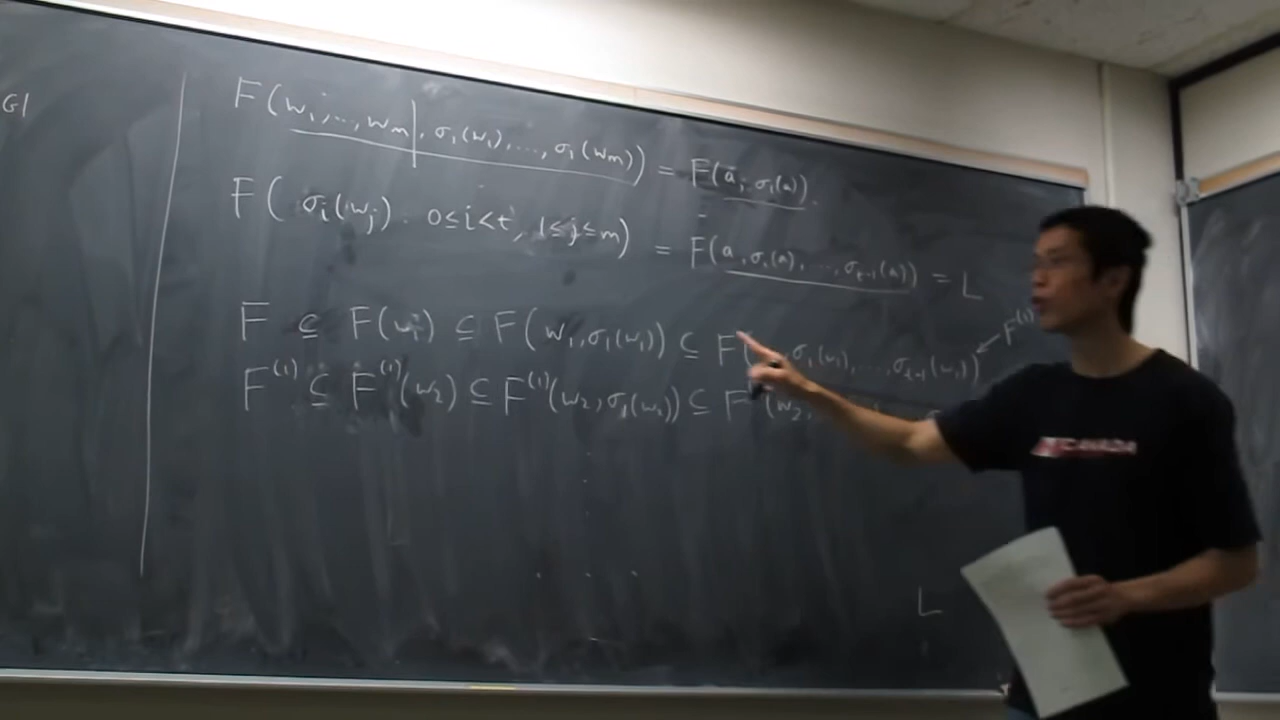 G1
F(w₁,...,wₘ, σ₁(w₁),..., σ₁(wₘ)) = F(a, σ₁(a)).
F( σᵢ(wⱼ). 0≤i<t, 1≤j≤m) = F(a, σ₁(a), ..., σₜ₋₁(a)) = L
F ⊆ F(w₁) ⊆ F(w₁, σ₁(w₁)) ⊆ F( , σ₁(w₁), ..., σₜ₋₁(w₁)) F⁽¹⁾
F⁽¹⁾ ⊆ F⁽¹⁾(w₂) ⊆ F⁽¹⁾(w₂, σ₁(w₂)) ⊆ F (w₂,
L
CANADA